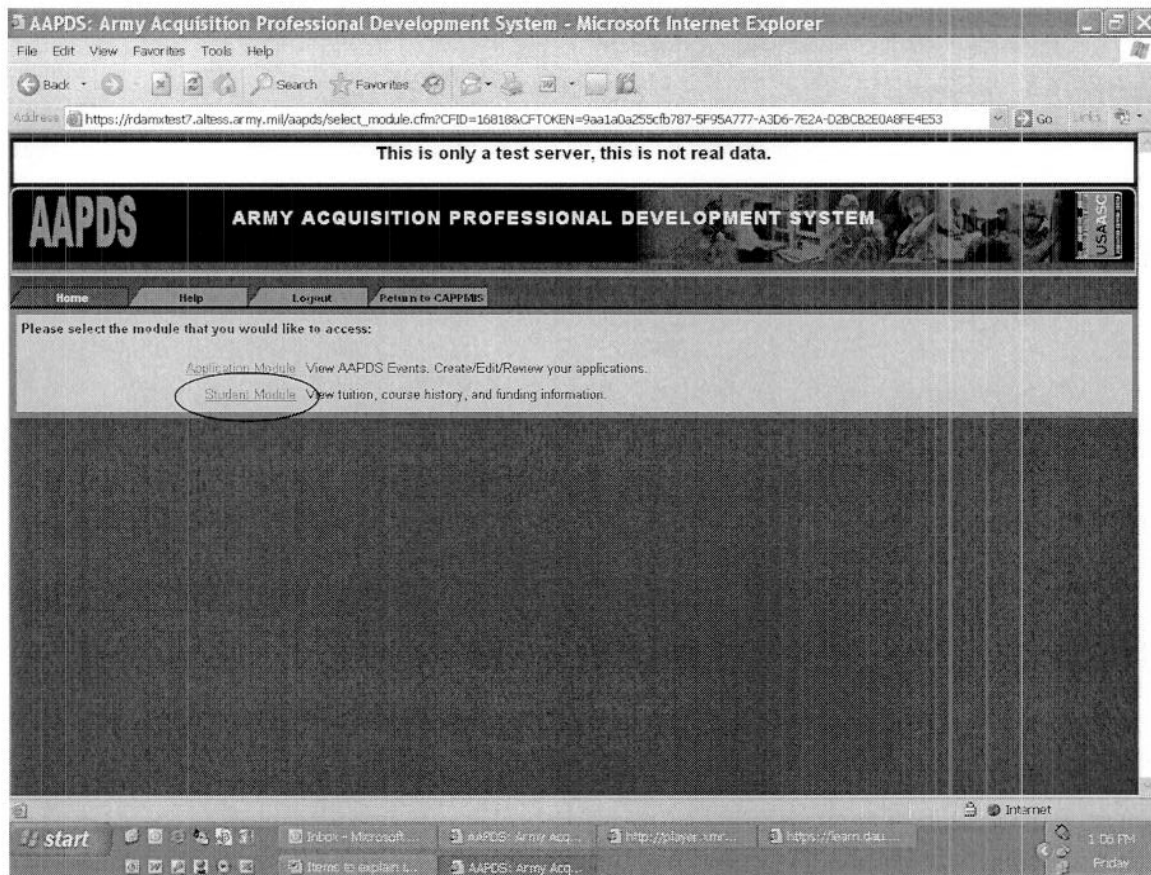 AAPDS: Army Acquisition Professional Development System - Microsoft Internet Explorer
File Edit View Favorites Tools Help
Back Search Favorites
Address https://rdamxtest7.altess.army.mil/aapds/select_module.cfm?CFID=16818&CFTOKEN=9aa1a0a255cfb787-5F95A777-A3D6-7E2A-D2BCB2E0A8FE4E53 Go Links
This is only a test server, this is not real data.
AAPDS ARMY ACQUISITION PROFESSIONAL DEVELOPMENT SYSTEM USAASC
Home Help Logout Return to CAPPMIS
Please select the module that you would like to access:
Application Module View AAPDS Events. Create/Edit/Review your applications.
Student Module View tuition, course history, and funding information.
Internet
start Inbox - Microsoft ... AAPDS: Army Acq... https://learn.dau... 1:06 PM
Items to explain t... AAPDS: Army Acq... Friday